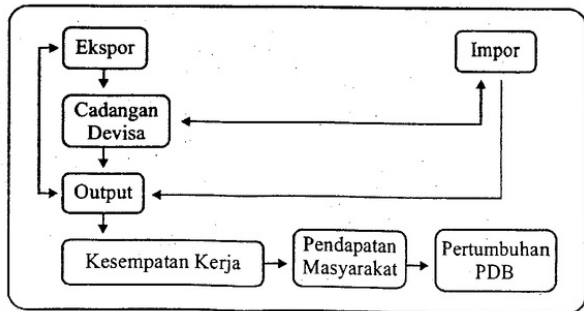 Ekspor
Impor
Cadangan
Devisa
Output
Kesempatan Kerja
Pendapatan
Masyarakat
Pertumbuhan
PDB